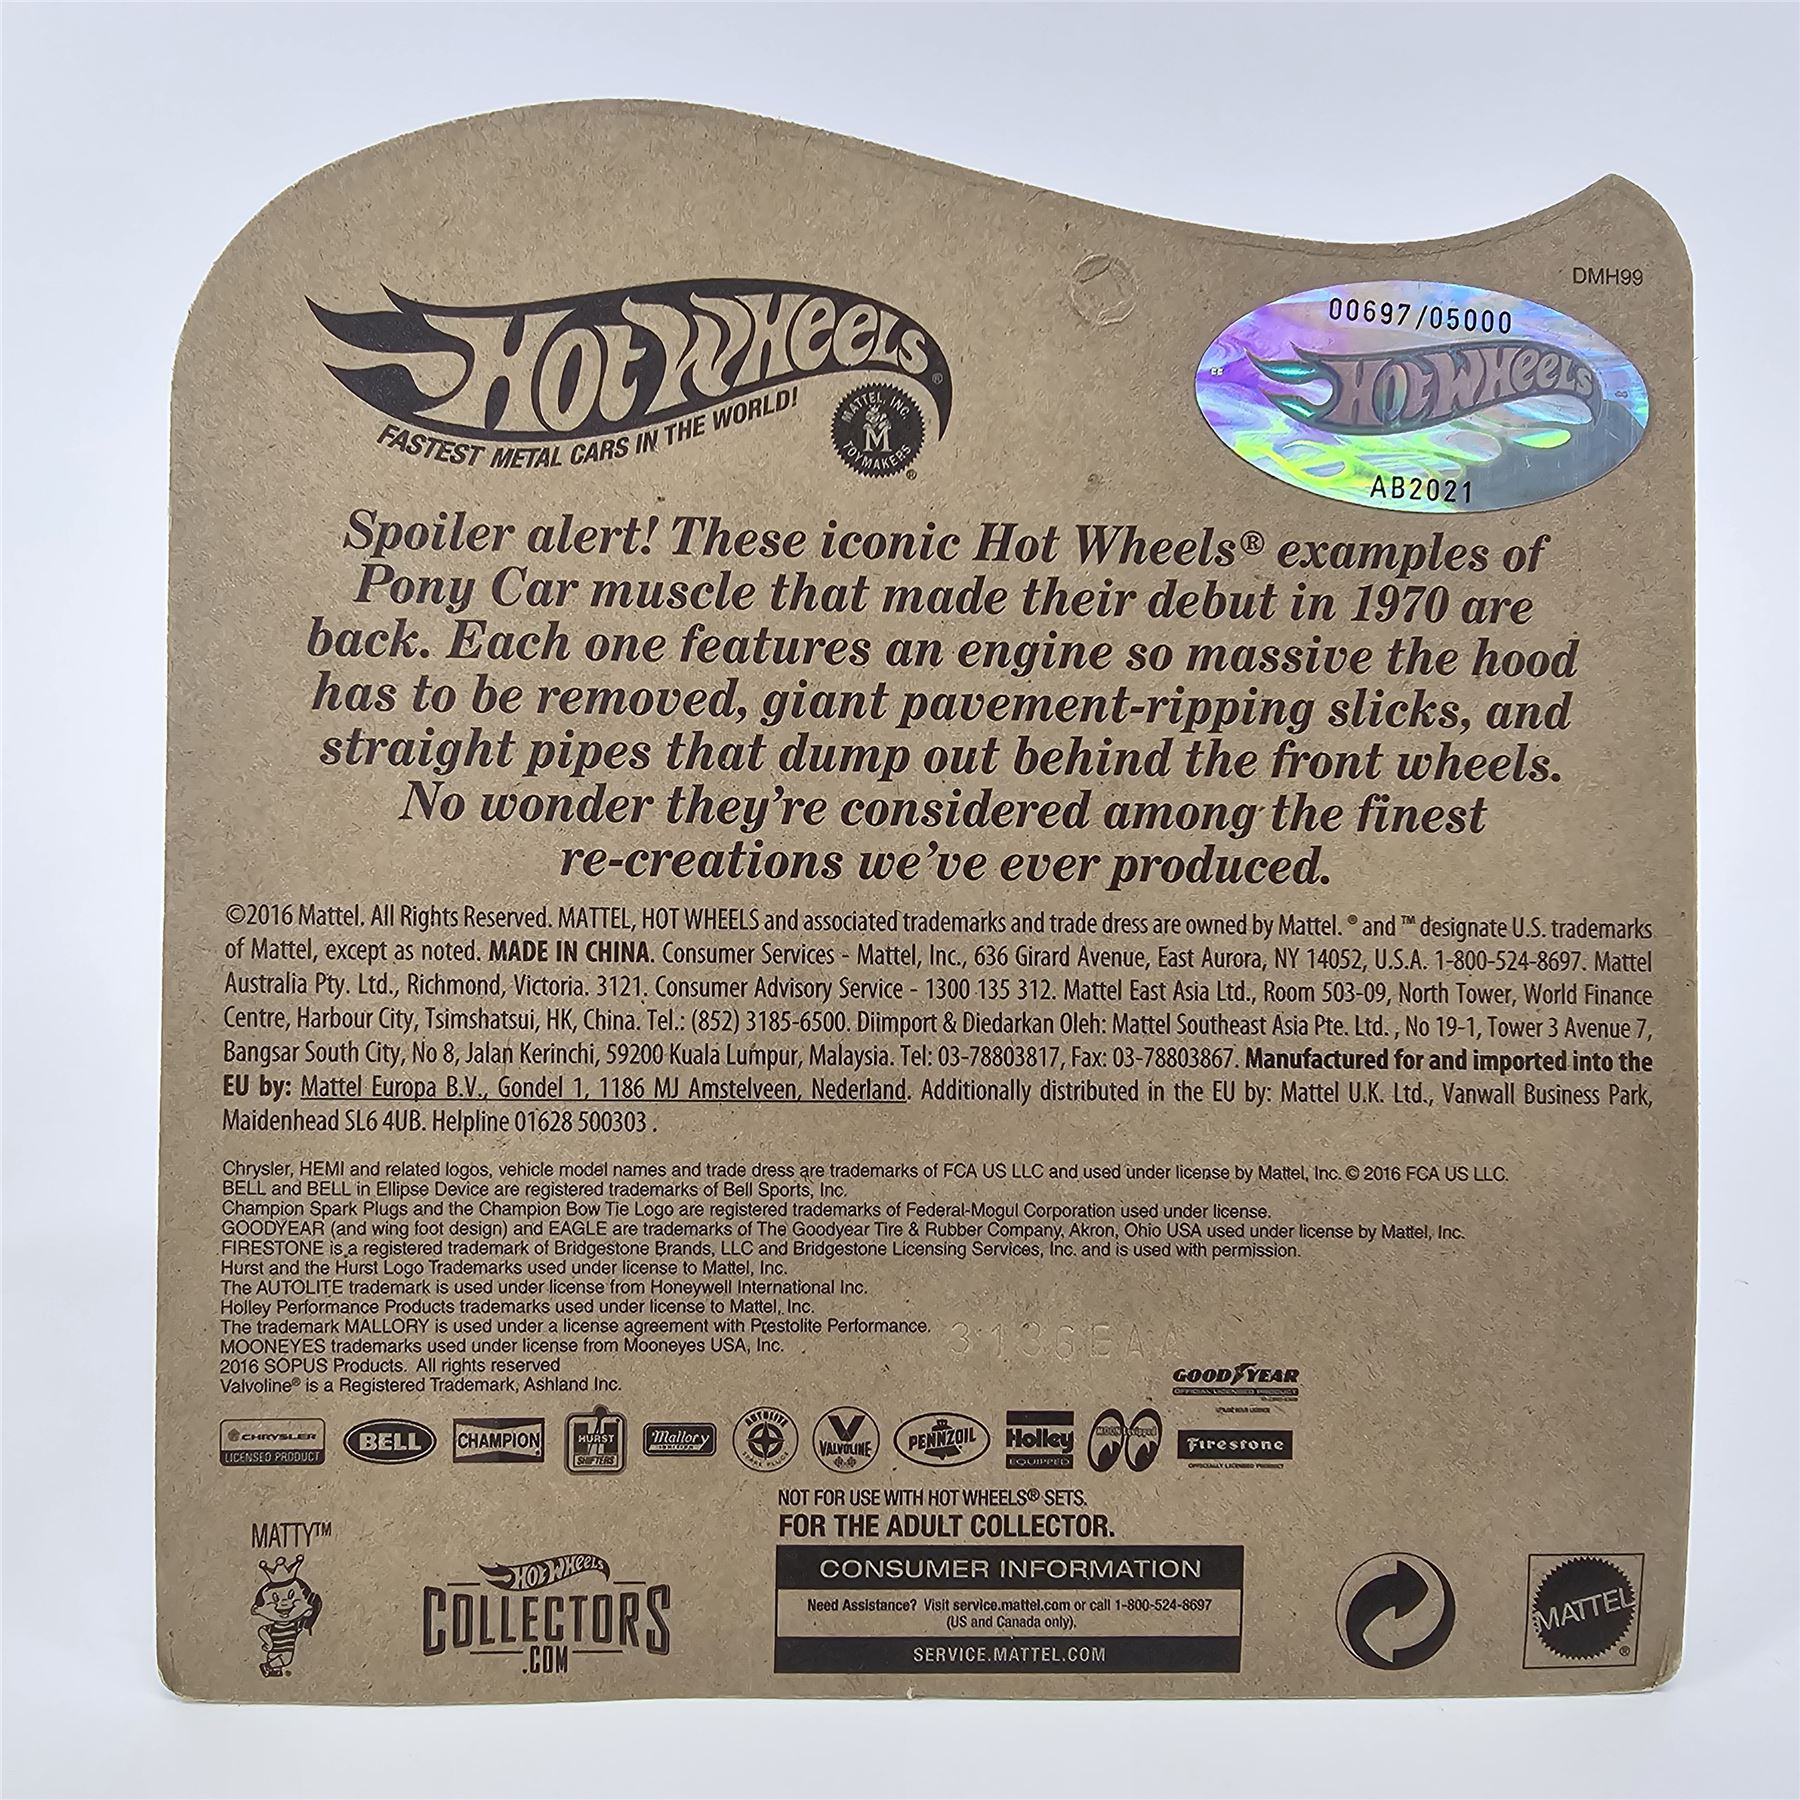 DMH99
00697/05000
HOT WHEELS
AB2021
HOT WHEELS®
FASTEST METAL CARS IN THE WORLD!
MATTEL, INC.
M
TOYMAKERS
®
Spoiler alert! These iconic Hot Wheels® examples of
Pony Car muscle that made their debut in 1970 are
back. Each one features an engine so massive the hood
has to be removed, giant pavement-ripping slicks, and
straight pipes that dump out behind the front wheels.
No wonder they're considered among the finest
re-creations we've ever produced.
©2016 Mattel. All Rights Reserved. MATTEL, HOT WHEELS and associated trademarks and trade dress are owned by Mattel. ® and ™ designate U.S. trademarks
of Mattel, except as noted. MADE IN CHINA. Consumer Services - Mattel, Inc., 636 Girard Avenue, East Aurora, NY 14052, U.S.A. 1-800-524-8697. Mattel
Australia Pty. Ltd., Richmond, Victoria. 3121. Consumer Advisory Service - 1300 135 312. Mattel East Asia Ltd., Room 503-09, North Tower, World Finance
Centre, Harbour City, Tsimshatsui, HK, China. Tel.: (852) 3185-6500. Diimport & Diedarkan Oleh: Mattel Southeast Asia Pte. Ltd. , No 19-1, Tower 3 Avenue 7,
Bangsar South City, No 8, Jalan Kerinchi, 59200 Kuala Lumpur, Malaysia. Tel: 03-78803817, Fax: 03-78803867. Manufactured for and imported into the
EU by: Mattel Europa B.V., Gondel 1, 1186 MJ Amstelveen, Nederland. Additionally distributed in the EU by: Mattel U.K. Ltd., Vanwall Business Park,
Maidenhead SL6 4UB. Helpline 01628 500303 .
Chrysler, HEMI and related logos, vehicle model names and trade dress are trademarks of FCA US LLC and used under license by Mattel, Inc. © 2016 FCA US LLC.
BELL and BELL in Ellipse Device are registered trademarks of Bell Sports, Inc.
Champion Spark Plugs and the Champion Bow Tie Logo are registered trademarks of Federal-Mogul Corporation used under license.
GOODYEAR (and wing foot design) and EAGLE are trademarks of The Goodyear Tire & Rubber Company, Akron, Ohio USA used under license by Mattel, Inc.
FIRESTONE is a registered trademark of Bridgestone Brands, LLC and Bridgestone Licensing Services, Inc. and is used with permission.
Hurst and the Hurst Logo Trademarks used under license to Mattel, Inc.
The AUTOLITE trademark is used under license from Honeywell International Inc.
Holley Performance Products trademarks used under license to Mattel, Inc.
The trademark MALLORY is used under a license agreement with Prestolite Performance.
MOONEYES trademarks used under license from Mooneyes USA, Inc.
3136EAA
2016 SOPUS Products. All rights reserved
Valvoline® is a Registered Trademark, Ashland Inc.
GOODYEAR
OFFICIAL LICENSED PRODUCT
CHRYSLER
LICENSED PRODUCT
BELL
CHAMPION
HURST
SHIFTERS
Mallory
IGNITION
AUTOLITE
SPARK PLUGS
VALVOLINE
PENNZOIL
Holley
EQUIPPED
MOON Equipped
Firestone
OFFICIALLY LICENSED PRODUCT
NOT FOR USE WITH HOT WHEELS® SETS.
FOR THE ADULT COLLECTOR.
MATTY™
HOT WHEELS
COLLECTORS
.COM
CONSUMER INFORMATION
Need Assistance? Visit service.mattel.com or call 1-800-524-8697
(US and Canada only).
SERVICE.MATTEL.COM
MATTEL
®